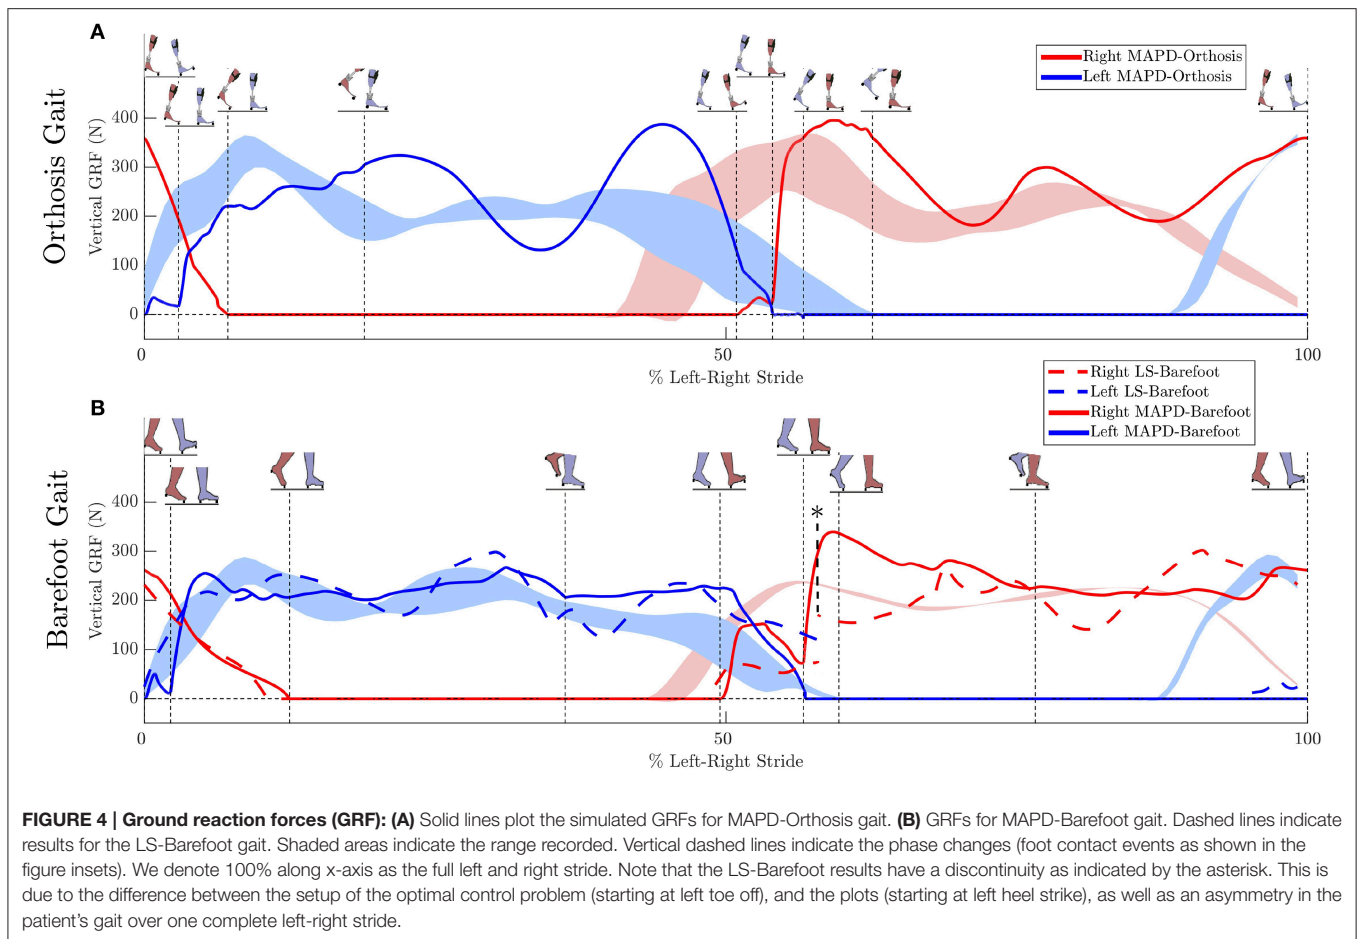 A
Orthosis Gait
Vertical GRF (N)
400
300
200
100
0
Right MAPD-Orthosis
Left MAPD-Orthosis
0
50
100
% Left-Right Stride
B
Barefoot Gait
Vertical GRF (N)
400
300
200
100
0
Right LS-Barefoot
Left LS-Barefoot
Right MAPD-Barefoot
Left MAPD-Barefoot
*
0
50
100
% Left-Right Stride
FIGURE 4 | Ground reaction forces (GRF): (A) Solid lines plot the simulated GRFs for MAPD-Orthosis gait. (B) GRFs for MAPD-Barefoot gait. Dashed lines indicate
results for the LS-Barefoot gait. Shaded areas indicate the range recorded. Vertical dashed lines indicate the phase changes (foot contact events as shown in the
figure insets). We denote 100% along x-axis as the full left and right stride. Note that the LS-Barefoot results have a discontinuity as indicated by the asterisk. This is
due to the difference between the setup of the optimal control problem (starting at left toe off), and the plots (starting at left heel strike), as well as an asymmetry in the
patient's gait over one complete left-right stride.